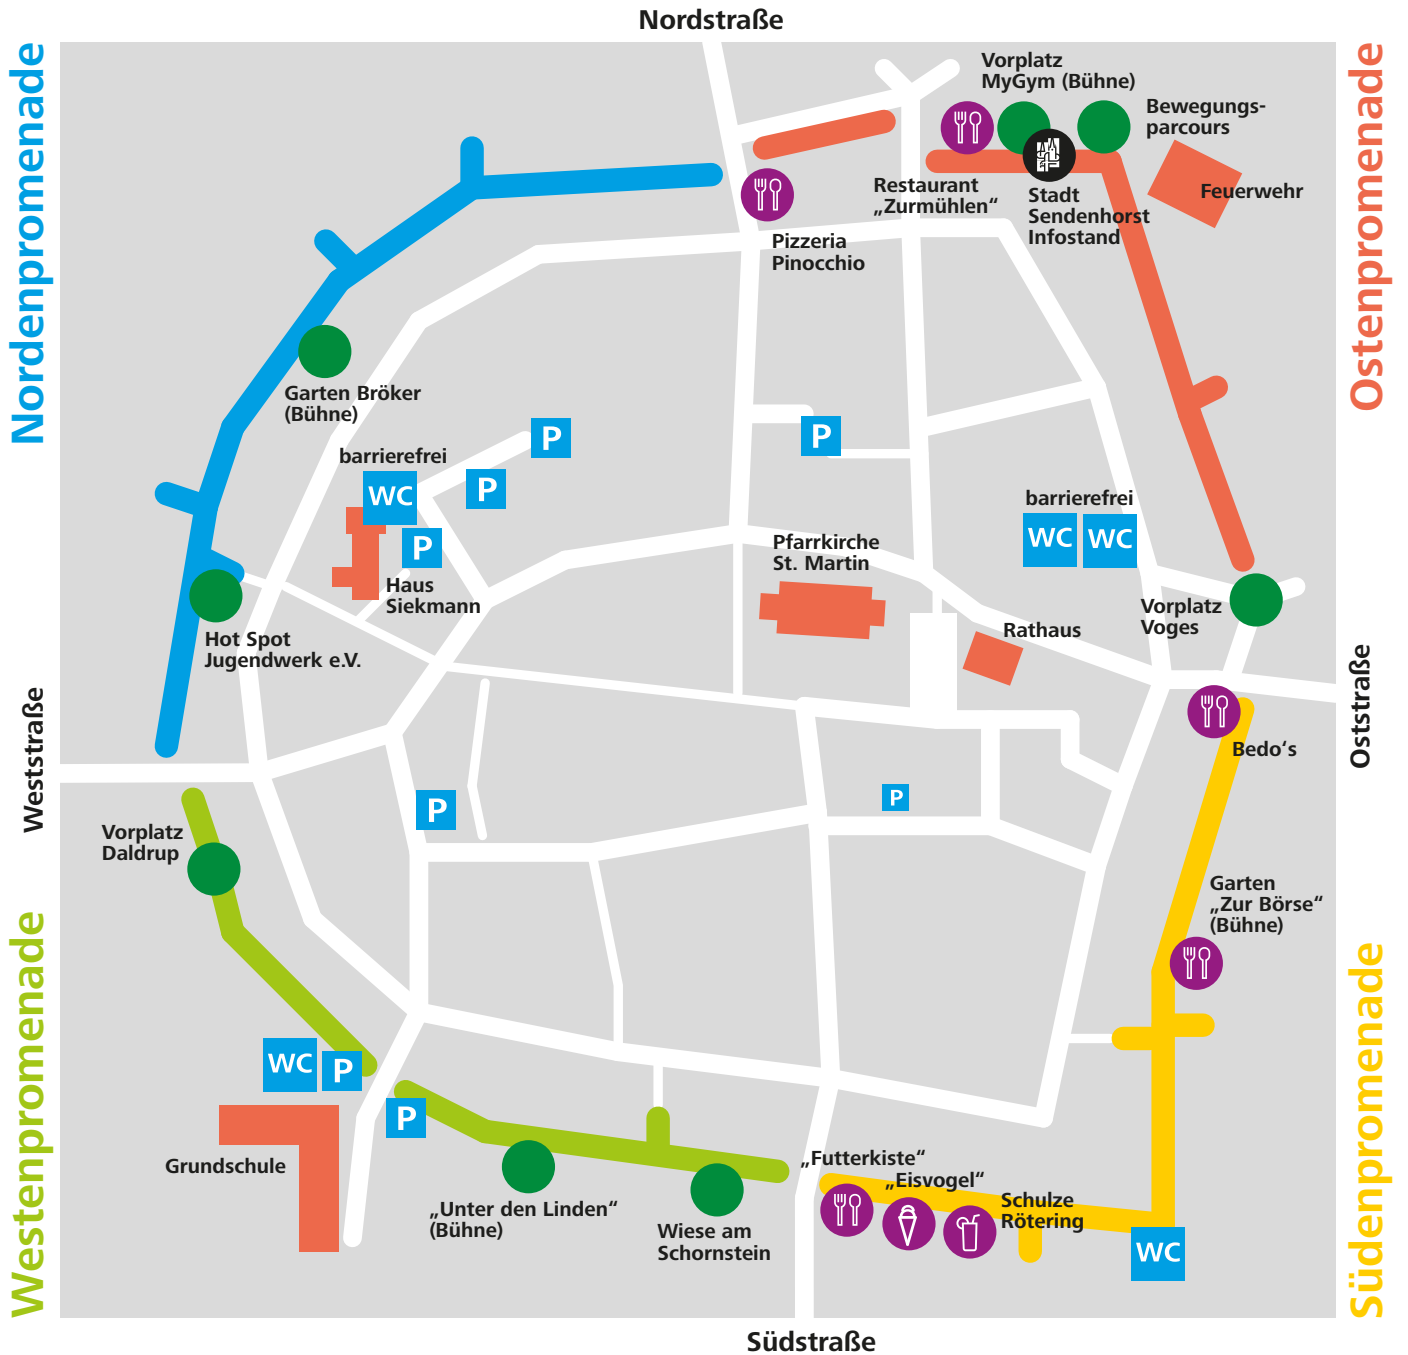 Nordstraße
Nordenpromenade
Ostenpromenade
Vorplatz
MyGym (Bühne)
Bewegungs-
parcours
Feuerwehr
Restaurant
„Zurmühlen“
Stadt
Sendenhorst
Infostand
Pizzeria
Pinocchio
Garten Bröker
(Bühne)
barrierefrei
WC
P
P
P
P
Haus
Siekmann
barrierefrei
WC
WC
Pfarrkirche
St. Martin
Rathaus
Vorplatz
Voges
Hot Spot
Jugendwerk e.V.
Weststraße
Oststraße
Bedo‘s
P
P
Vorplatz
Daldrup
Garten
„Zur Börse“
(Bühne)
Westenpromenade
Südenpromenade
WC
P
P
Grundschule
„Unter den Linden“
(Bühne)
Wiese am
Schornstein
„Futterkiste“
„Eisvogel“
Schulze
Rötering
WC
Südstraße